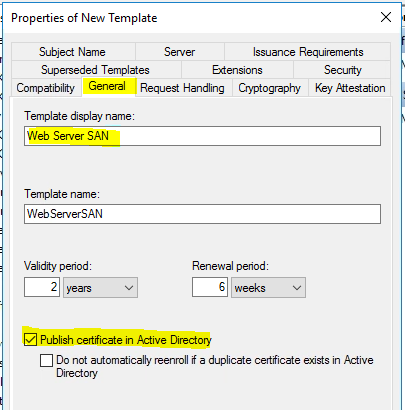 Properties of New Template
Subject Name Server Issuance Requirements
Superseded Templates Extensions Security
Compatibility General Request Handling Cryptography Key Attestation
Template display name:
Web Server SAN
Template name:
WebServerSAN
Validity period: Renewal period:
2 years 6 weeks
Publish certificate in Active Directory
Do not automatically reenroll if a duplicate certificate exists in Active
Directory